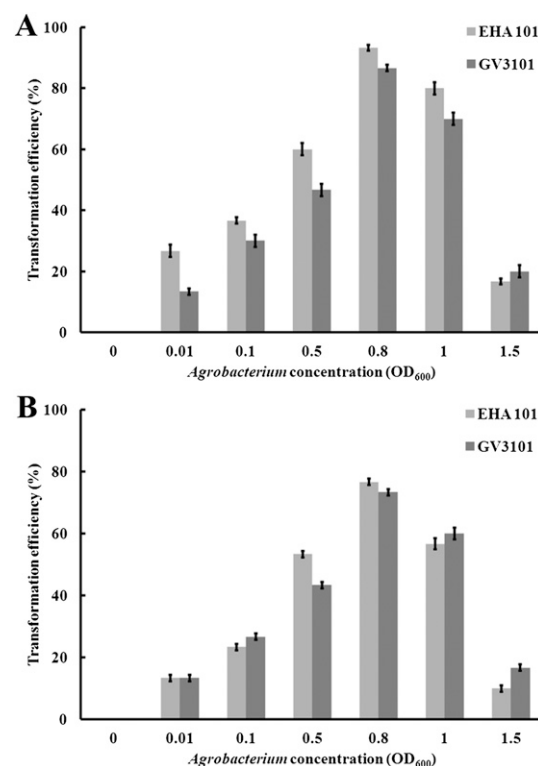 A
EHA 101
GV3101
Transformation efficiency (%)
100
80
60
40
20
0
0 0.01 0.1 0.5 0.8 1 1.5
Agrobacterium concentration (OD600)
B
EHA 101
GV3101
Transformation efficiency (%)
100
80
60
40
20
0
0 0.01 0.1 0.5 0.8 1 1.5
Agrobacterium concentration (OD600)